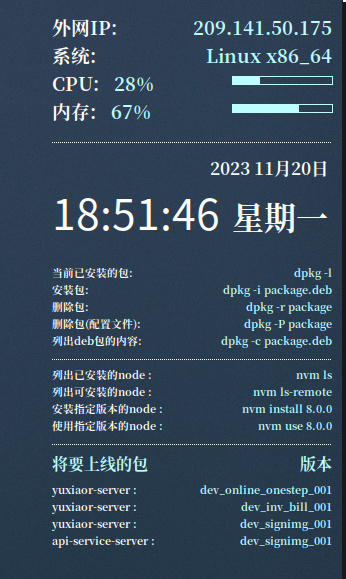 外网IP: 209.141.50.175
系统: Linux x86_64
CPU: 28%
内存: 67%
2023 11月20日
18:51:46 星期一
当前已安装的包: dpkg -l
安装包: dpkg -i package.deb
删除包: dpkg -r package
删除包(配置文件): dpkg -P package
列出deb包的内容: dpkg -c package.deb
列出已安装的node : nvm ls
列出可安装的node : nvm ls-remote
安装指定版本的node : nvm install 8.0.0
使用指定版本的node : nvm use 8.0.0
将要上线的包 版本
yuxiaor-server : dev_online_onestep_001
yuxiaor-server : dev_inv_bill_001
yuxiaor-server : dev_signimg_001
api-service-server : dev_signimg_001